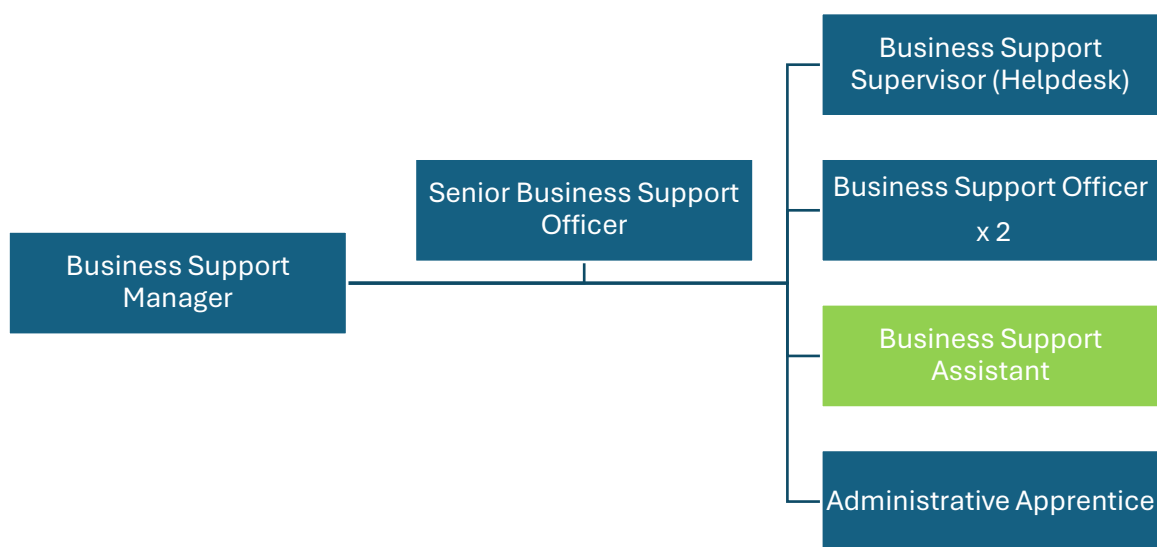 Business Support
Manager
Senior Business Support
Officer
Business Support
Supervisor (Helpdesk)
Business Support Officer
x 2
Business Support
Assistant
Administrative Apprentice